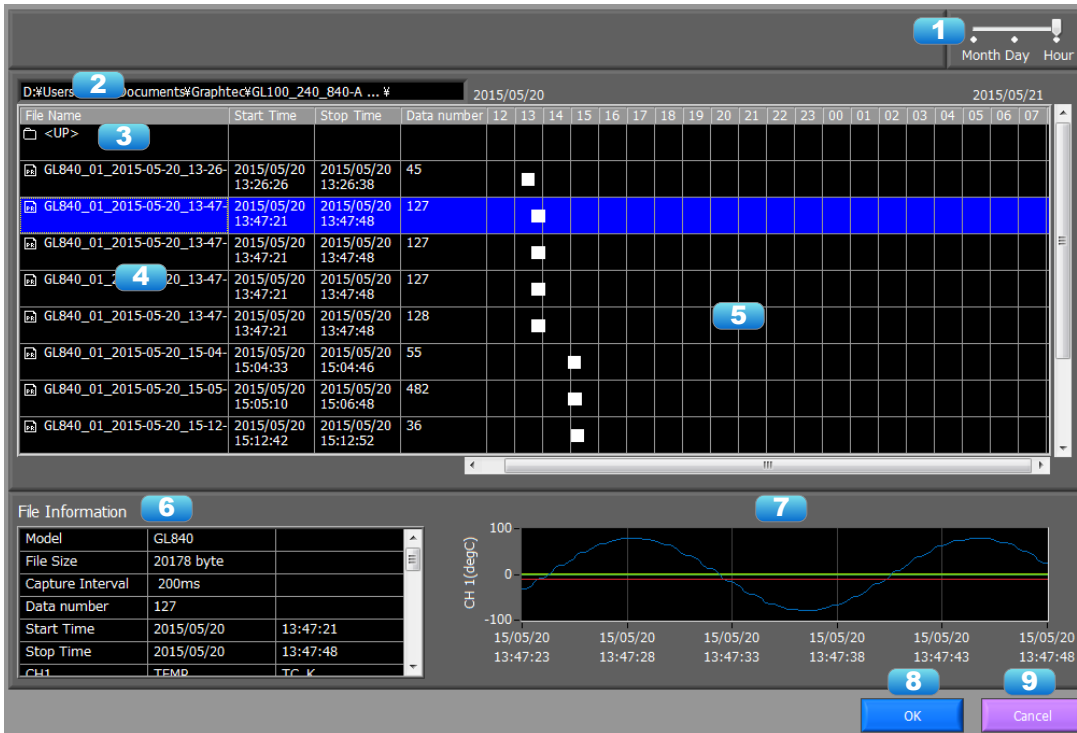 1
Month Day Hour
D:¥Users 2 Documents¥Graphtec¥GL100_240_840-A ... ¥
2015/05/20 2015/05/21
File Name Start Time Stop Time Data number 12 13 14 15 16 17 18 19 20 21 22 23 00 01 02 03 04 05 06 07
<UP> 3
GL840_01_2015-05-20_13-26- 2015/05/20 13:26:26 2015/05/20 13:26:38 45
GL840_01_2015-05-20_13-47- 2015/05/20 13:47:21 2015/05/20 13:47:48 127
GL840_01_2015-05-20_13-47- 2015/05/20 13:47:21 2015/05/20 13:47:48 127
GL840_01_2 4 20_13-47- 2015/05/20 13:47:21 2015/05/20 13:47:48 127
GL840_01_2015-05-20_13-47- 2015/05/20 13:47:21 2015/05/20 13:47:48 128
5
GL840_01_2015-05-20_15-04- 2015/05/20 15:04:33 2015/05/20 15:04:46 55
GL840_01_2015-05-20_15-05- 2015/05/20 15:05:10 2015/05/20 15:06:48 482
GL840_01_2015-05-20_15-12- 2015/05/20 15:12:42 2015/05/20 15:12:52 36
File Information 6
Model GL840
File Size 20178 byte
Capture Interval 200ms
Data number 127
Start Time 2015/05/20 13:47:21
Stop Time 2015/05/20 13:47:48
CH1 TEMP TC_K
7
CH 1(degC)
100
0
-100
15/05/20 15/05/20 15/05/20 15/05/20 15/05/20 15/05/20
13:47:23 13:47:28 13:47:33 13:47:38 13:47:43 13:47:48
8 9
OK Cancel